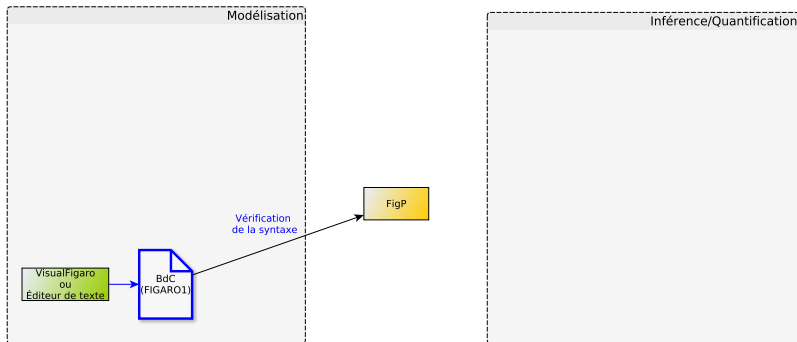 Modélisation
Inférence/Quantification
FigP
Vérification
de la syntaxe
VisualFigaro
ou
Éditeur de texte
BdC
(FIGARO1)